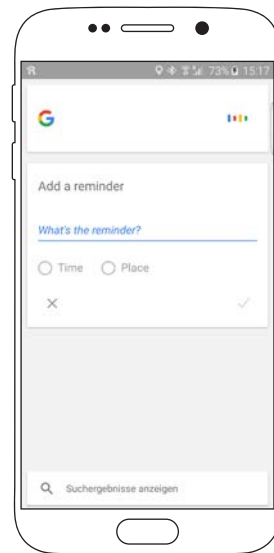 73% 15:17
G
Add a reminder
What's the reminder?
Time Place
Suchergebnisse anzeigen